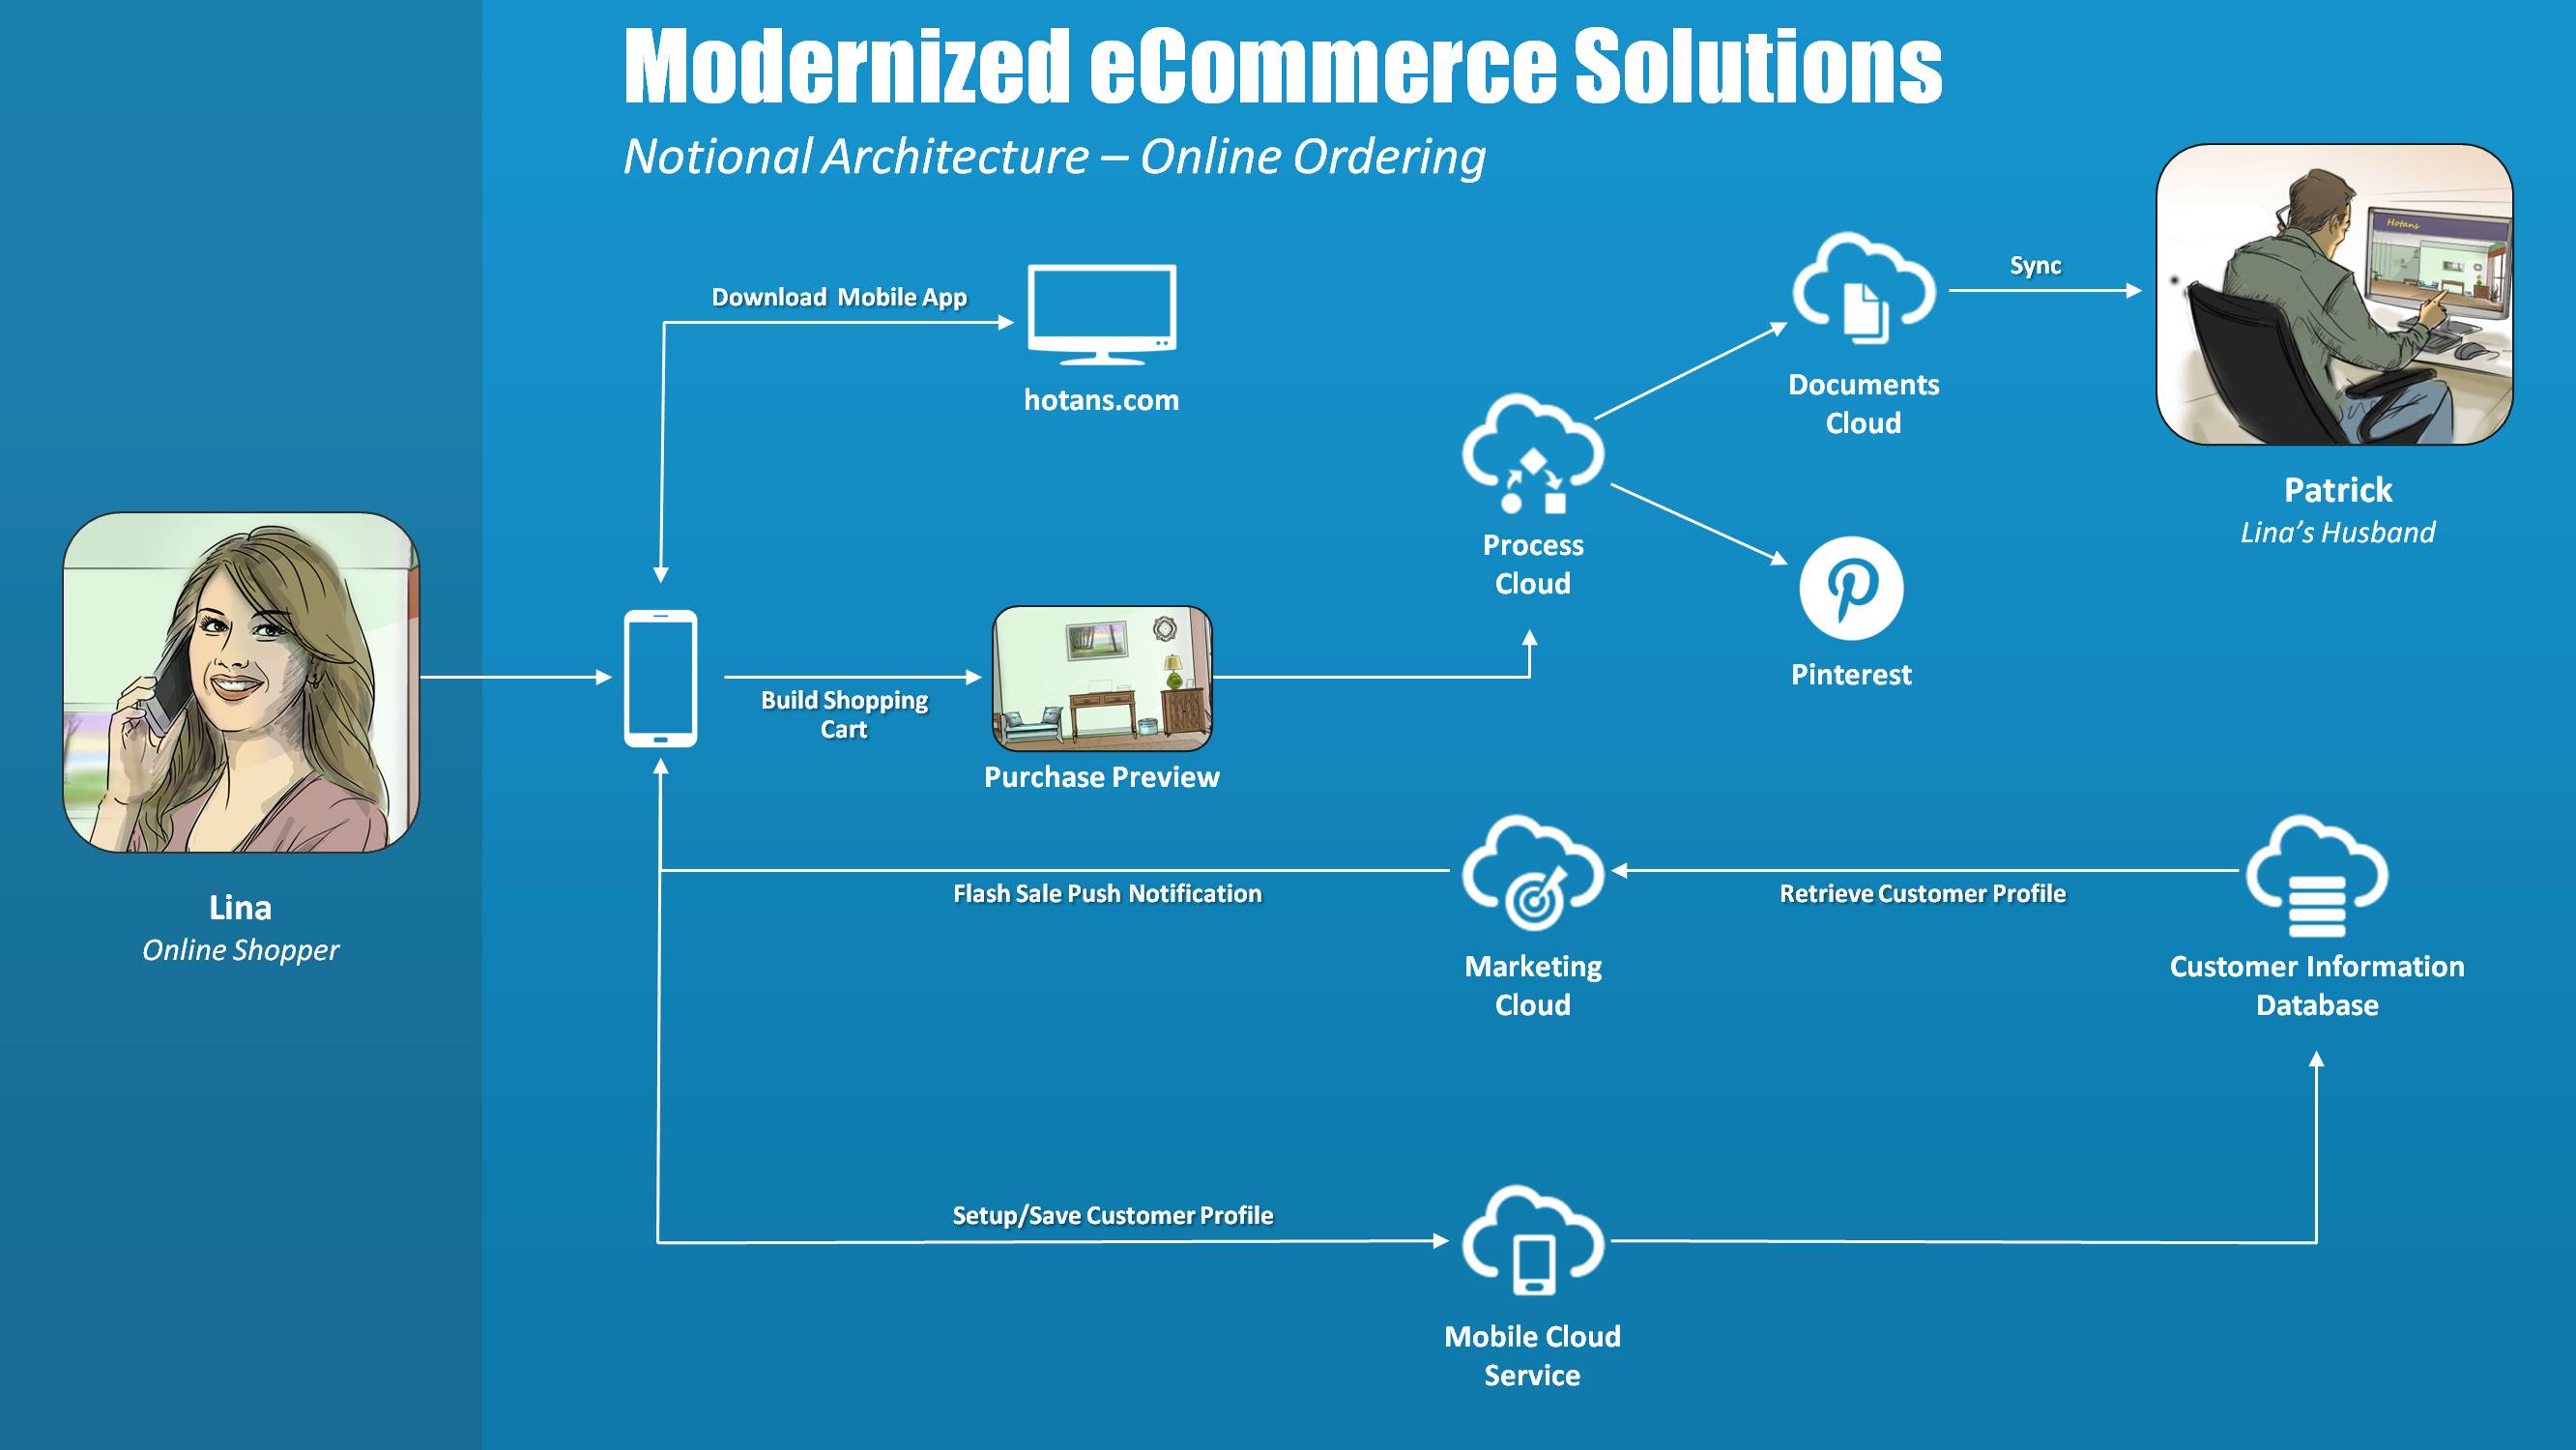 Modernized eCommerce Solutions
Notional Architecture – Online Ordering
Download Mobile App
hotans.com
Sync
Hotans
Documents
Cloud
Patrick
Lina's Husband
Process
Cloud
Pinterest
Build Shopping
Cart
Purchase Preview
Lina
Online Shopper
Flash Sale Push Notification
Retrieve Customer Profile
Marketing
Cloud
Customer Information
Database
Setup/Save Customer Profile
Mobile Cloud
Service